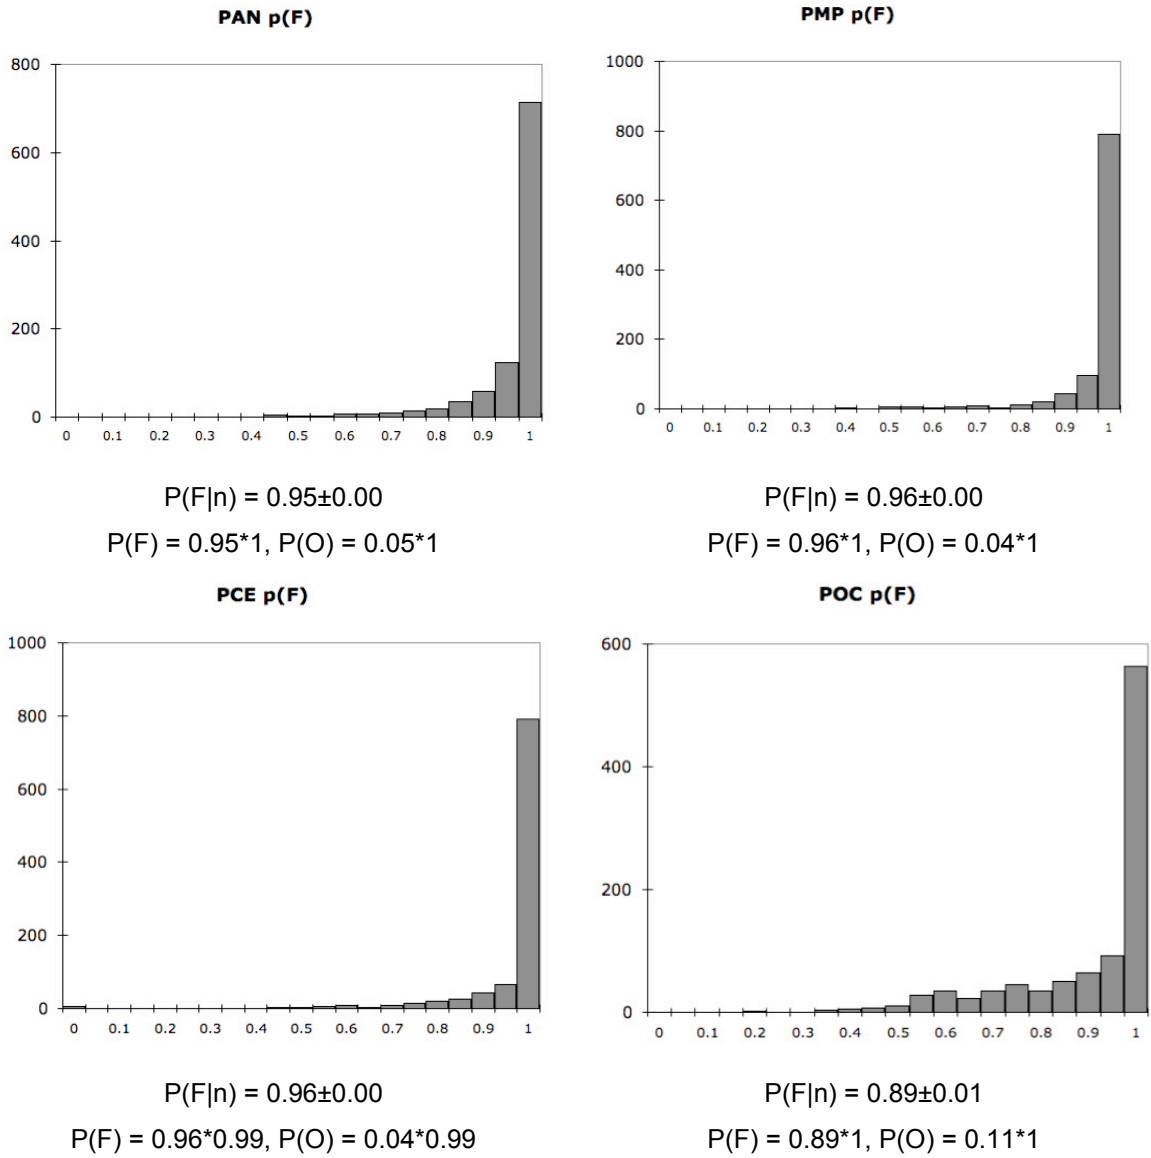 PAN p(F)
800
600
400
200
0
0 0.1 0.2 0.3 0.4 0.5 0.6 0.7 0.8 0.9 1
P(F|n) = 0.95±0.00
P(F) = 0.95*1, P(O) = 0.05*1
PMP p(F)
1000
800
600
400
200
0
0 0.1 0.2 0.3 0.4 0.5 0.6 0.7 0.8 0.9 1
P(F|n) = 0.96±0.00
P(F) = 0.96*1, P(O) = 0.04*1
PCE p(F)
1000
800
600
400
200
0
0 0.1 0.2 0.3 0.4 0.5 0.6 0.7 0.8 0.9 1
P(F|n) = 0.96±0.00
P(F) = 0.96*0.99, P(O) = 0.04*0.99
POC p(F)
600
400
200
0
0 0.1 0.2 0.3 0.4 0.5 0.6 0.7 0.8 0.9 1
P(F|n) = 0.89±0.01
P(F) = 0.89*1, P(O) = 0.11*1